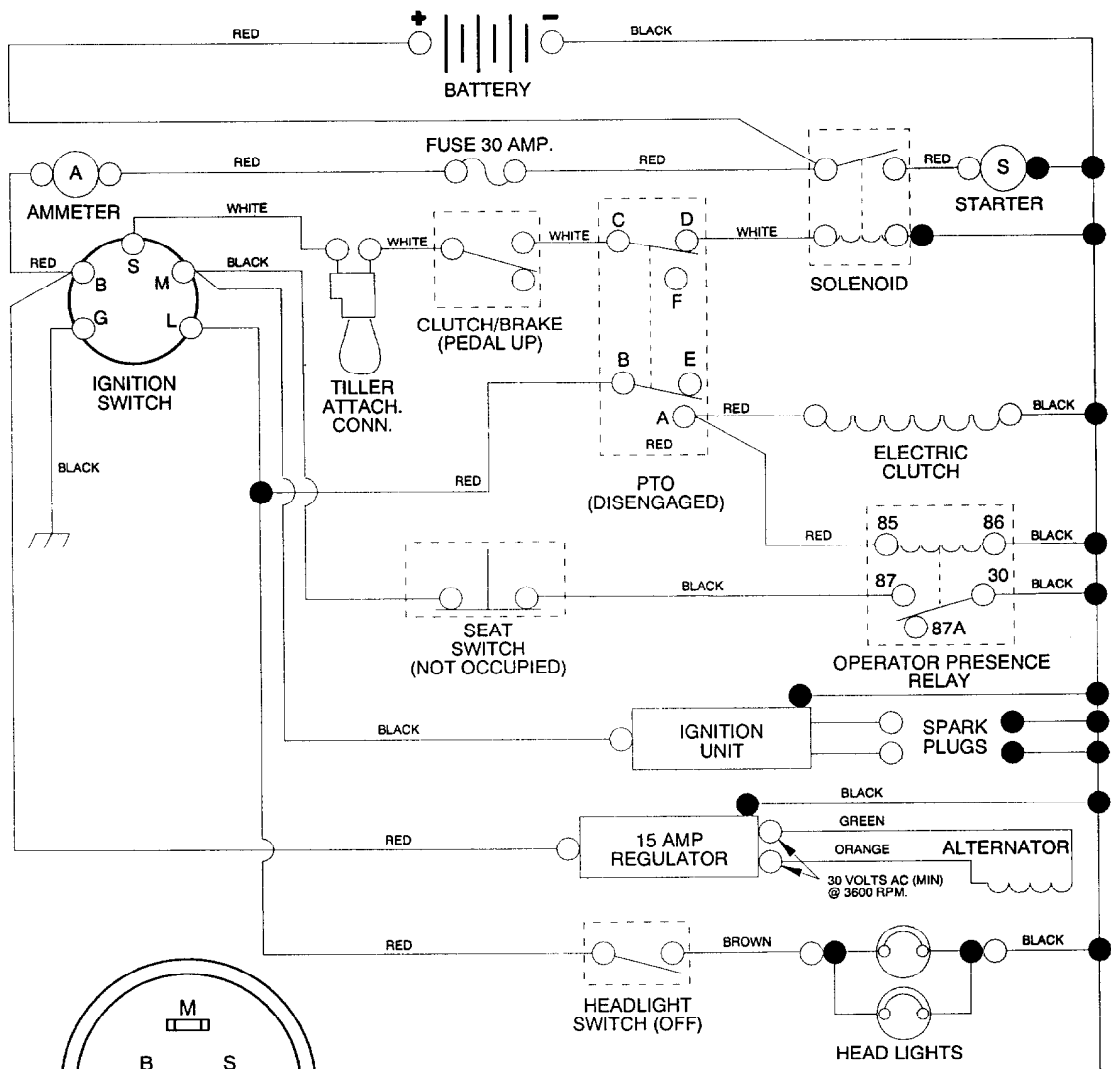 +
−
RED
BLACK
BATTERY
FUSE 30 AMP.
RED
RED
RED
A
S
AMMETER
STARTER
WHITE
C
D
WHITE
WHITE
WHITE
S
RED
BLACK
B
M
SOLENOID
F
G
L
CLUTCH/BRAKE
(PEDAL UP)
B
E
IGNITION
SWITCH
TILLER
ATTACH.
CONN.
A
RED
BLACK
RED
ELECTRIC
CLUTCH
BLACK
RED
PTO
(DISENGAGED)
85
86
RED
BLACK
87
30
BLACK
BLACK
87A
SEAT
SWITCH
(NOT OCCUPIED)
OPERATOR PRESENCE
RELAY
BLACK
IGNITION
UNIT
SPARK
PLUGS
BLACK
GREEN
RED
15 AMP
REGULATOR
ORANGE
ALTERNATOR
30 VOLTS AC (MIN)
@ 3600 RPM.
RED
BROWN
BLACK
HEADLIGHT
SWITCH (OFF)
HEAD LIGHTS
M
B
S